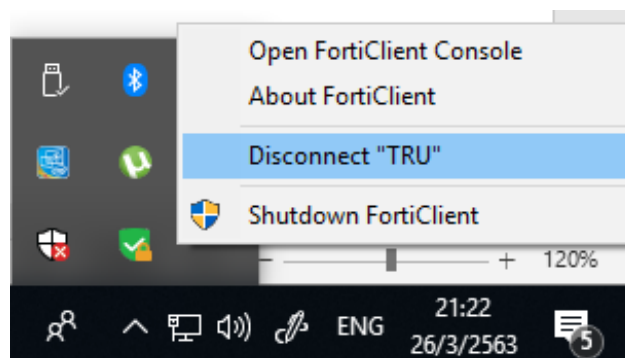 Open FortiClient Console
About FortiClient
Disconnect "TRU"
Shutdown FortiClient
− + 120%
ENG
21:22
26/3/2563
5